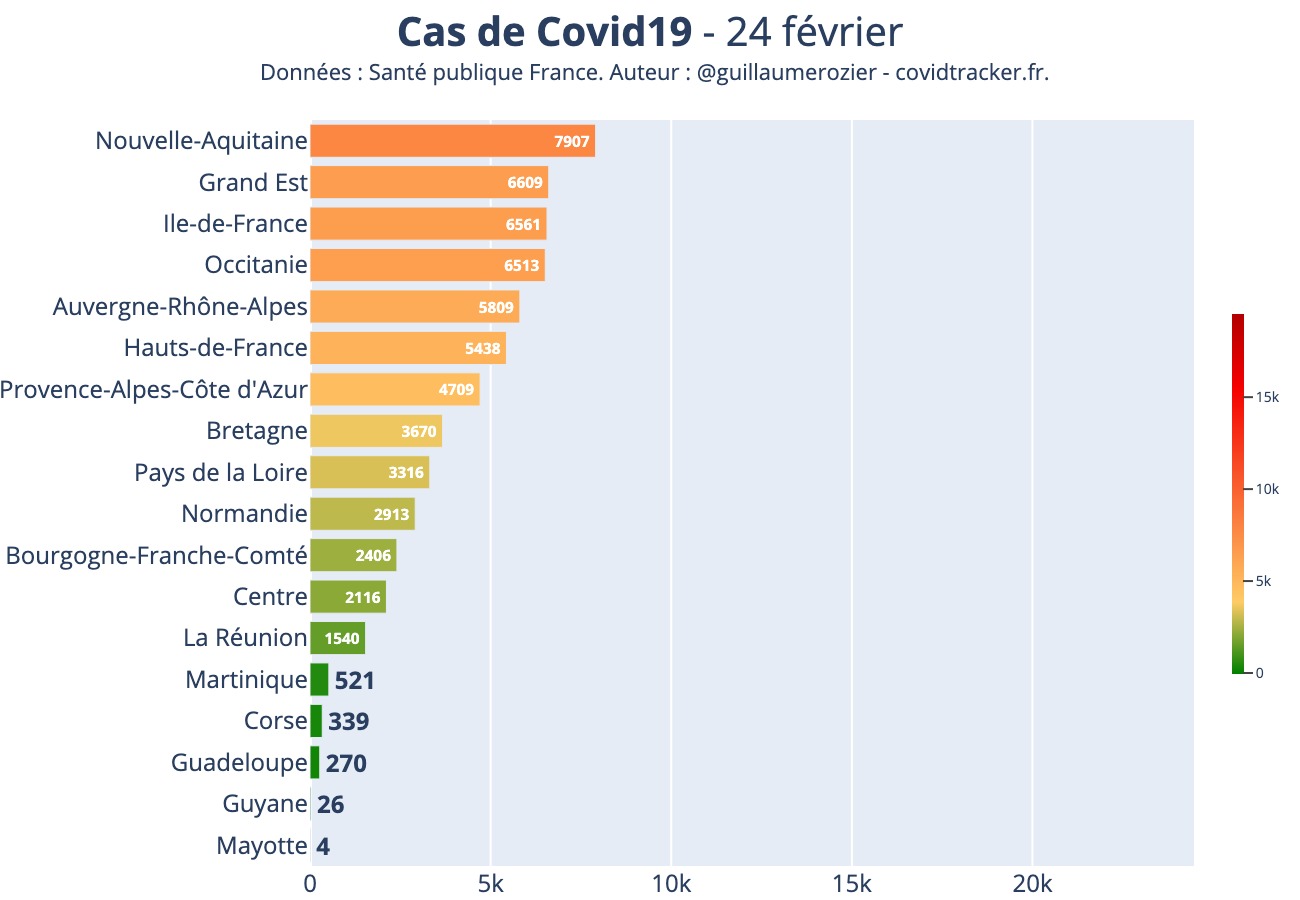 Cas de Covid19 - 24 février
Données : Santé publique France. Auteur : @guillaumerozier - covidtracker.fr.
Nouvelle-Aquitaine 7907
Grand Est 6609
Ile-de-France 6561
Occitanie 6513
Auvergne-Rhône-Alpes 5809
Hauts-de-France 5438
Provence-Alpes-Côte d'Azur 4709
Bretagne 3670
Pays de la Loire 3316
Normandie 2913
Bourgogne-Franche-Comté 2406
Centre 2116
La Réunion 1540
Martinique 521
Corse 339
Guadeloupe 270
Guyane 26
Mayotte 4
0 5k 10k 15k 20k
15k
10k
5k
0